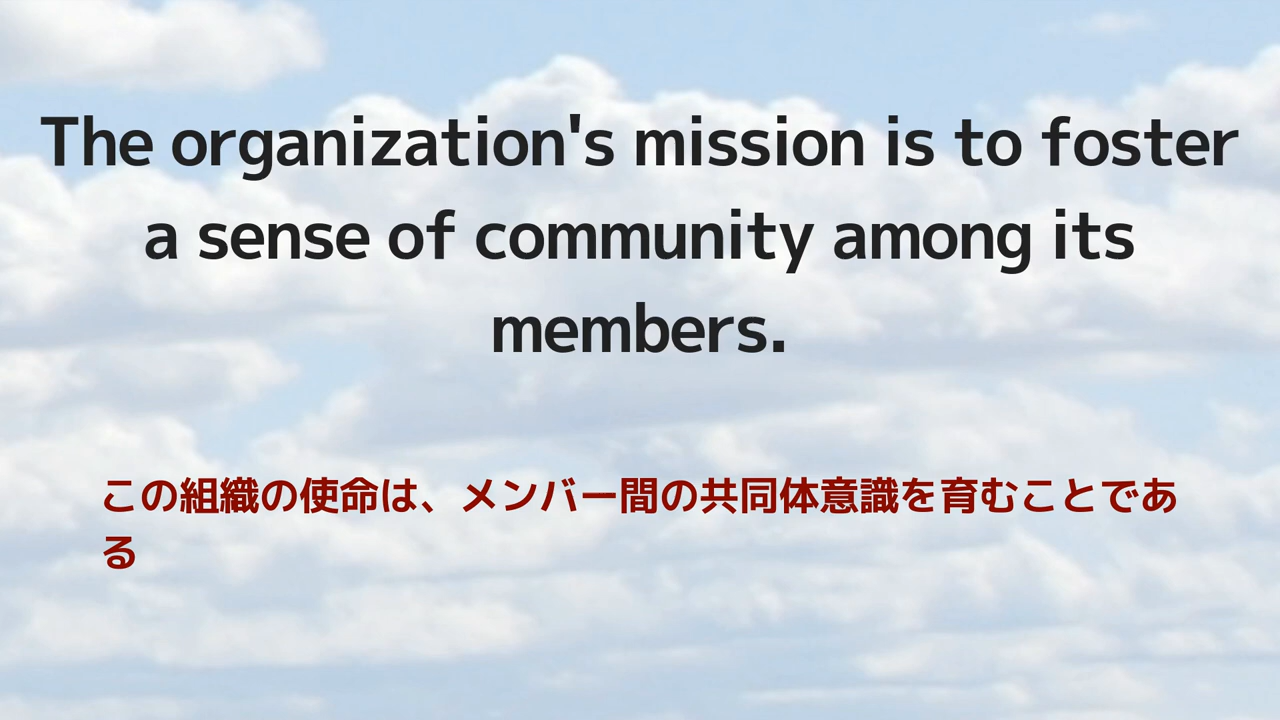 The organization's mission is to foster
a sense of community among its
members.
この組織の使命は、メンバー間の共同体意識を育むことであ
る